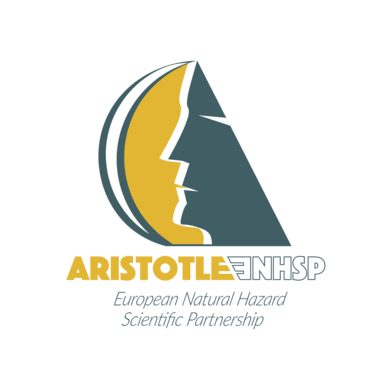 ARISTOTLE ENHSP
European Natural Hazard
Scientific Partnership